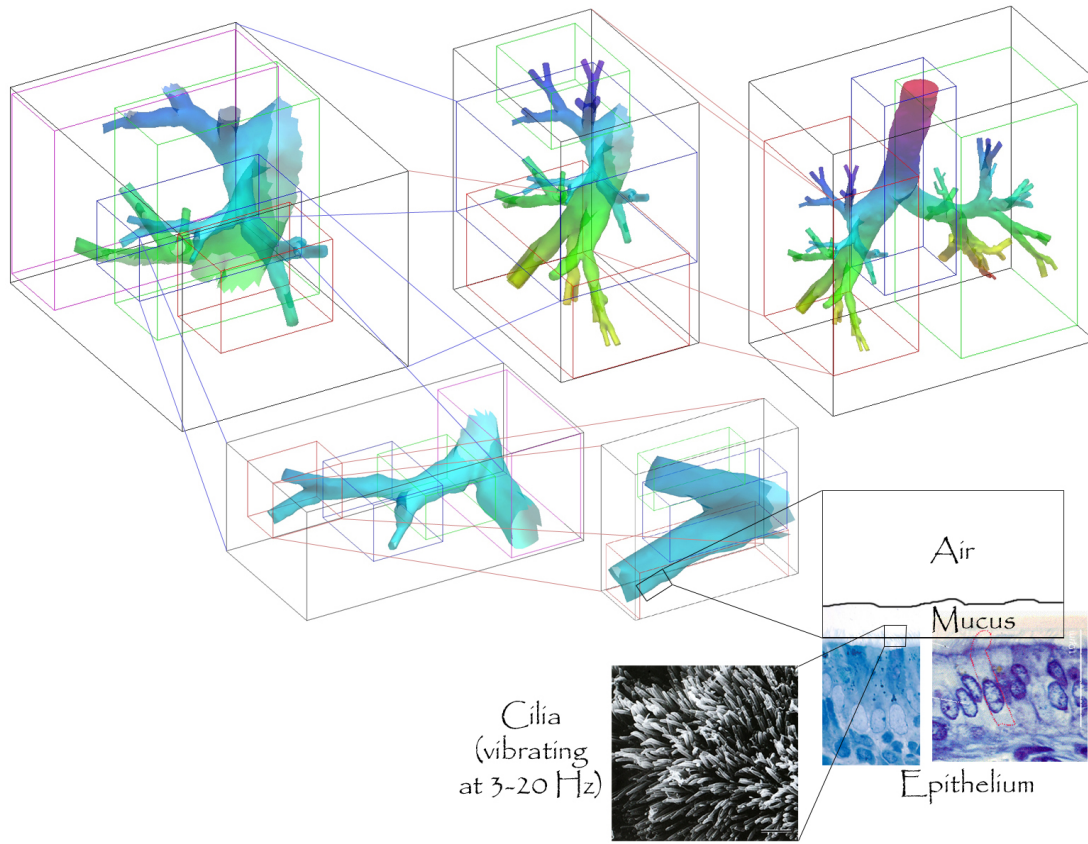 Air
Mucus
Cilia
(vibrating
at 3-20 Hz)
Epithelium